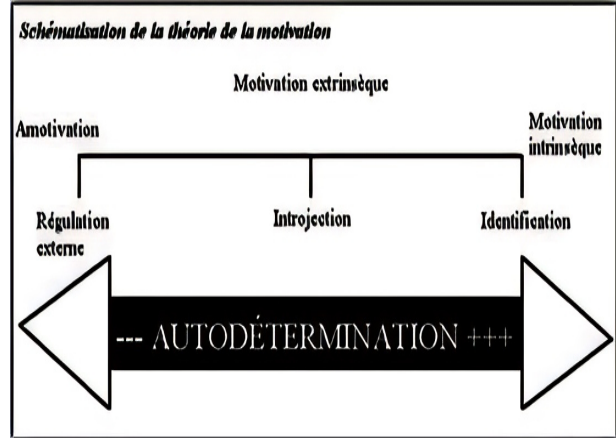 Schématisation de la théorie de la motivation
Motivation extrinsèque
Amotivation
Motivation
intrinsèque
Régulation
externe
Introjection
Identification
--- AUTODÉTERMINATION +++